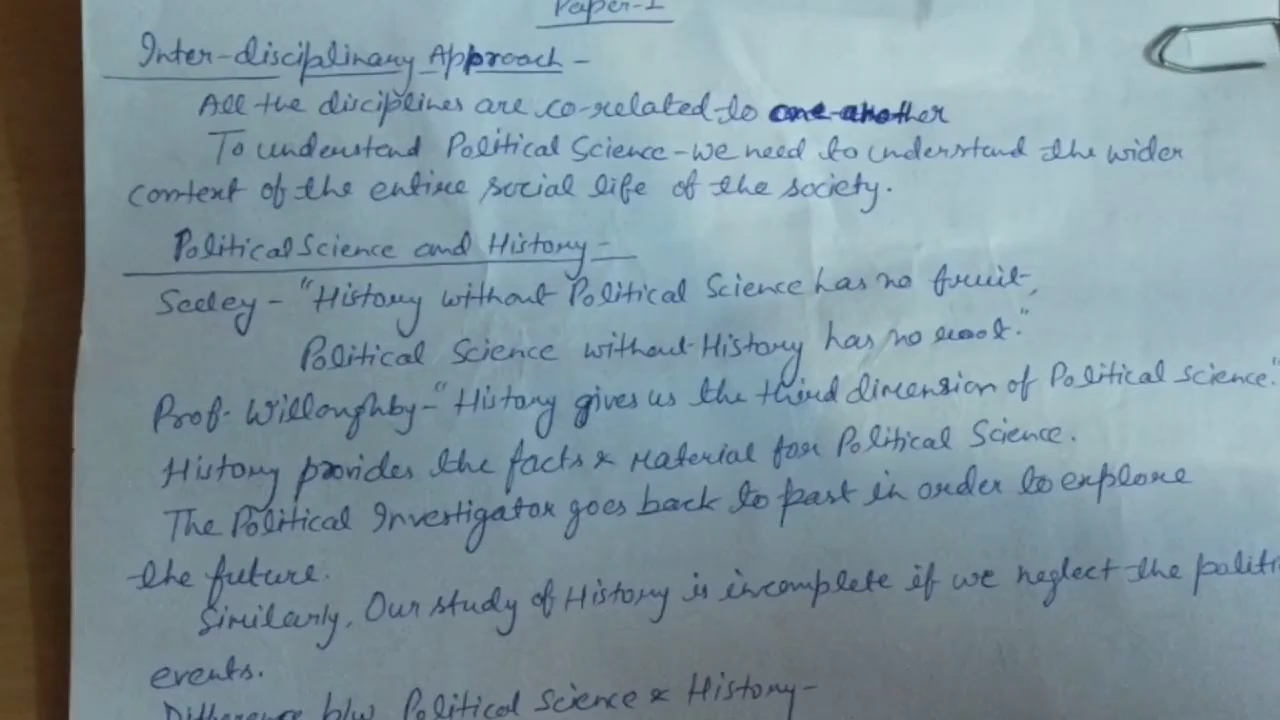 Paper-I
Inter-disciplinary Approach -
All the disciplines are co-related to one another
To understand Political Science - we need to understand the wider
context of the entire social life of the society.
Political Science and History -
Seeley - "History without Political Science has no fruit,
Political Science without History has no root."
Prof. Willoughby - "History gives us the third dimension of Political Science."
History provides the facts & Material for Political Science.
The Political Investigator goes back to past in order to explore
the future.
Similarly, Our study of History is incomplete if we neglect the politi
events.
Difference b/w Political Science & History -